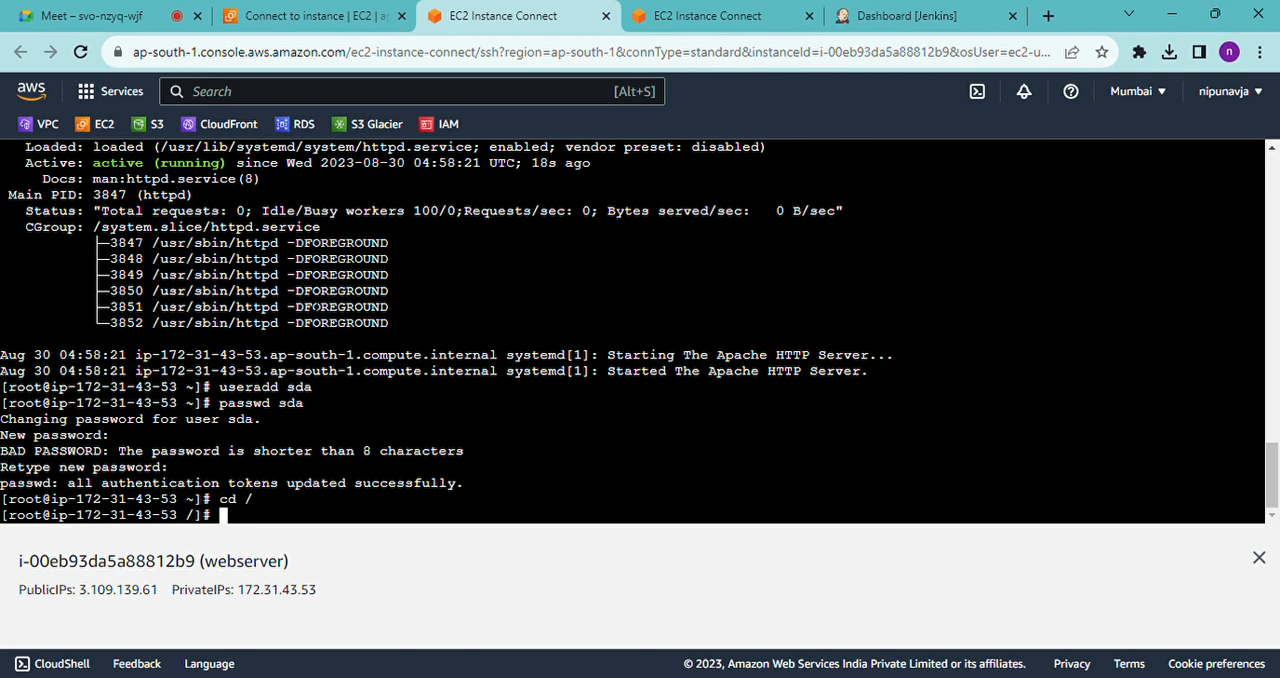 Meet – svo-nzyq-wjf
Connect to instance | EC2 | a
EC2 Instance Connect
EC2 Instance Connect
Dashboard [Jenkins]
ap-south-1.console.aws.amazon.com/ec2-instance-connect/ssh?region=ap-south-1&connType=standard&instanceId=i-00eb93da5a88812b9&osUser=ec2-u...
n
aws
Services
Search
[Alt+S]
Mumbai
nipunavja
VPC
EC2
S3
CloudFront
RDS
S3 Glacier
IAM
Loaded: loaded (/usr/lib/systemd/system/httpd.service; enabled; vendor preset: disabled)
Active: active (running) since Wed 2023-08-30 04:58:21 UTC; 18s ago
Docs: man:httpd.service(8)
Main PID: 3847 (httpd)
Status: "Total requests: 0; Idle/Busy workers 100/0;Requests/sec: 0; Bytes served/sec:   0 B/sec"
CGroup: /system.slice/httpd.service
├─3847 /usr/sbin/httpd -DFOREGROUND
├─3848 /usr/sbin/httpd -DFOREGROUND
├─3849 /usr/sbin/httpd -DFOREGROUND
├─3850 /usr/sbin/httpd -DFOREGROUND
├─3851 /usr/sbin/httpd -DFOREGROUND
└─3852 /usr/sbin/httpd -DFOREGROUND
Aug 30 04:58:21 ip-172-31-43-53.ap-south-1.compute.internal systemd[1]: Starting The Apache HTTP Server...
Aug 30 04:58:21 ip-172-31-43-53.ap-south-1.compute.internal systemd[1]: Started The Apache HTTP Server.
[root@ip-172-31-43-53 ~]# useradd sda
[root@ip-172-31-43-53 ~]# passwd sda
Changing password for user sda.
New password:
BAD PASSWORD: The password is shorter than 8 characters
Retype new password:
passwd: all authentication tokens updated successfully.
[root@ip-172-31-43-53 ~]# cd /
[root@ip-172-31-43-53 /]#
i-00eb93da5a88812b9 (webserver)
PublicIPs: 3.109.139.61 PrivateIPs: 172.31.43.53
CloudShell
Feedback
Language
© 2023, Amazon Web Services India Private Limited or its affiliates.
Privacy
Terms
Cookie preferences